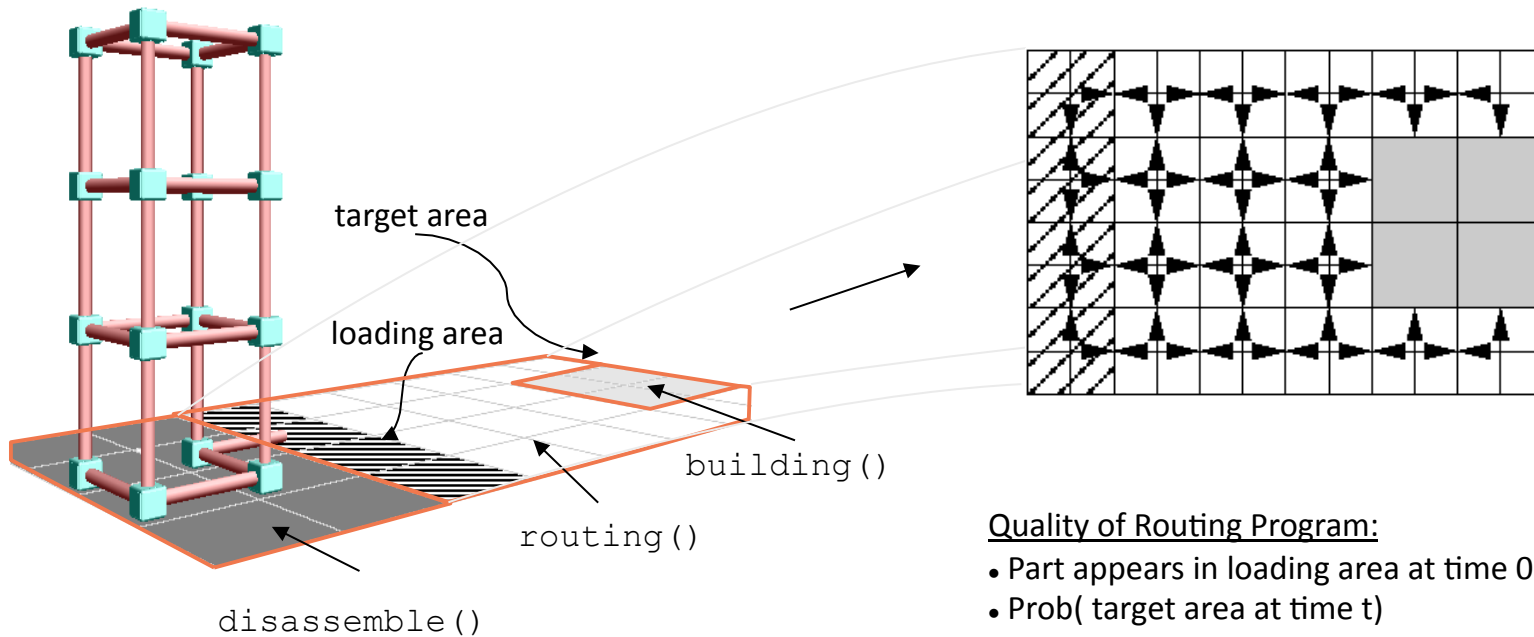 target area
loading area
building()
routing()
disassemble()
Quality of Routing Program:
• Part appears in loading area at time 0
• Prob( target area at time t)